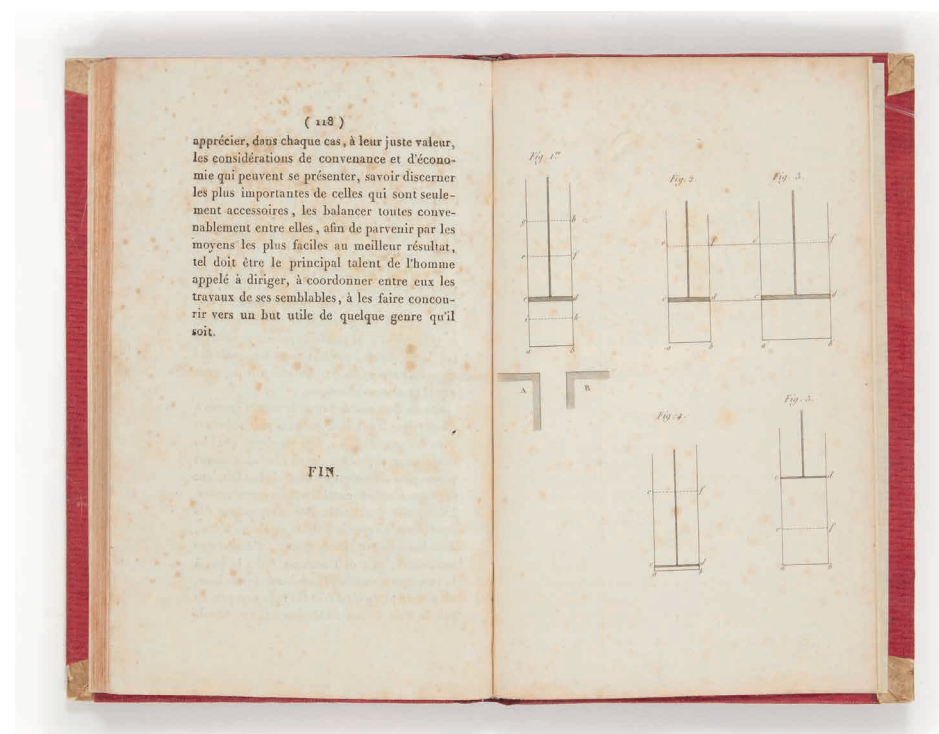 ( 118 )
apprécier, dans chaque cas, à leur juste valeur,
les considérations de convenance et d'écono-
mie qui peuvent se présenter, savoir discerner
les plus importantes de celles qui sont seule-
ment accessoires, les balancer toutes conve-
nablement entre elles, afin de parvenir par les
moyens les plus faciles au meilleur résultat,
tel doit être le principal talent de l'homme
appelé à diriger, à coordonner entre eux les
travaux de ses semblables, à les faire concou-
rir vers un but utile de quelque genre qu'il
soit.
FIN.
Fig. 1re
g h
e f
c d
i k
a b
A B
Fig. 2.
e f
c d
a b
Fig. 3.
e f
c d
a b
Fig. 4.
e f
c d
a b
Fig. 5.
c d
e f
a b